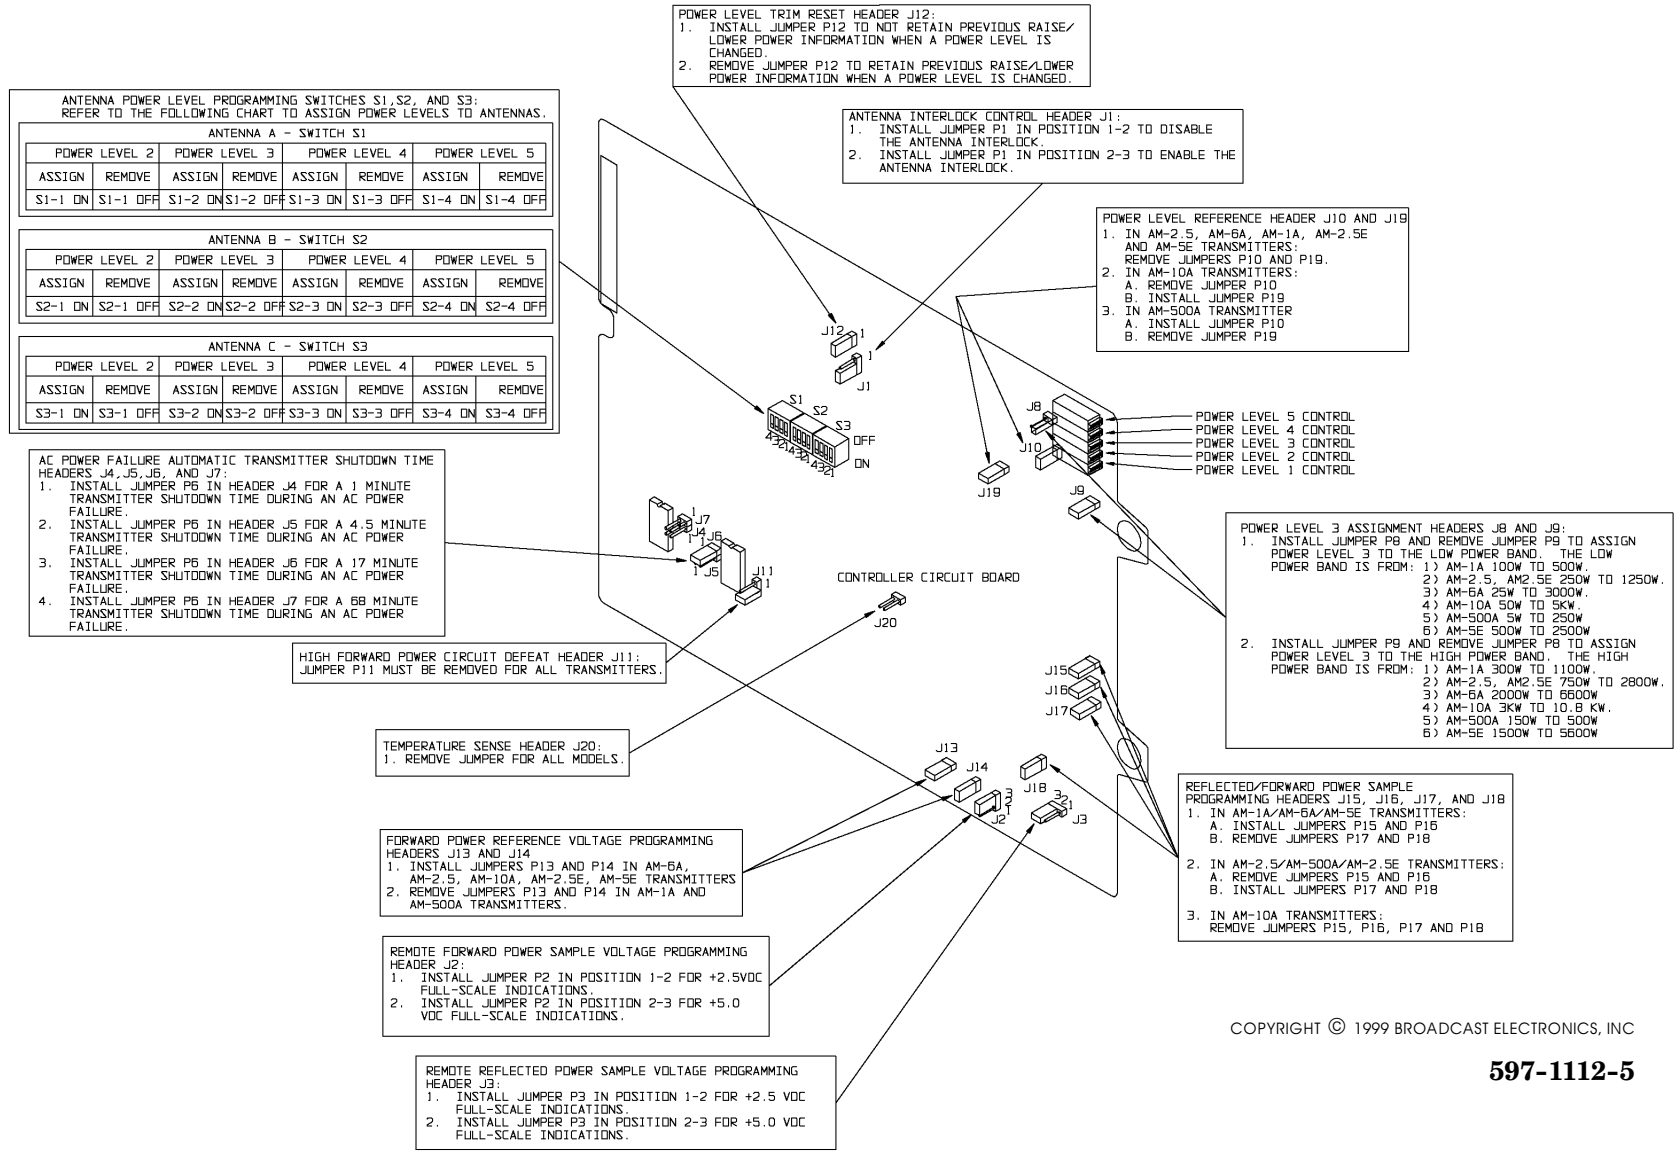 POWER LEVEL TRIM RESET HEADER J12:
1. INSTALL JUMPER P12 TO NOT RETAIN PREVIOUS RAISE/
LOWER POWER INFORMATION WHEN A POWER LEVEL IS
CHANGED.
2. REMOVE JUMPER P12 TO RETAIN PREVIOUS RAISE/LOWER
POWER INFORMATION WHEN A POWER LEVEL IS CHANGED.
ANTENNA POWER LEVEL PROGRAMMING SWITCHES S1,S2, AND S3:
REFER TO THE FOLLOWING CHART TO ASSIGN POWER LEVELS TO ANTENNAS.
ANTENNA A - SWITCH S1
POWER LEVEL 2 POWER LEVEL 3 POWER LEVEL 4 POWER LEVEL 5
ASSIGN REMOVE ASSIGN REMOVE ASSIGN REMOVE ASSIGN REMOVE
S1-1 ON S1-1 OFF S1-2 ON S1-2 OFF S1-3 ON S1-3 OFF S1-4 ON S1-4 OFF
ANTENNA B - SWITCH S2
POWER LEVEL 2 POWER LEVEL 3 POWER LEVEL 4 POWER LEVEL 5
ASSIGN REMOVE ASSIGN REMOVE ASSIGN REMOVE ASSIGN REMOVE
S2-1 ON S2-1 OFF S2-2 ON S2-2 OFF S2-3 ON S2-3 OFF S2-4 ON S2-4 OFF
ANTENNA C - SWITCH S3
POWER LEVEL 2 POWER LEVEL 3 POWER LEVEL 4 POWER LEVEL 5
ASSIGN REMOVE ASSIGN REMOVE ASSIGN REMOVE ASSIGN REMOVE
S3-1 ON S3-1 OFF S3-2 ON S3-2 OFF S3-3 ON S3-3 OFF S3-4 ON S3-4 OFF
ANTENNA INTERLOCK CONTROL HEADER J1:
1. INSTALL JUMPER P1 IN POSITION 1-2 TO DISABLE
THE ANTENNA INTERLOCK.
2. INSTALL JUMPER P1 IN POSITION 2-3 TO ENABLE THE
ANTENNA INTERLOCK.
POWER LEVEL REFERENCE HEADER J10 AND J19
1. IN AM-2.5, AM-6A, AM-1A, AM-2.5E
AND AM-5E TRANSMITTERS:
REMOVE JUMPERS P10 AND P19.
2. IN AM-10A TRANSMITTERS:
A. REMOVE JUMPER P10
B. INSTALL JUMPER P19
3. IN AM-500A TRANSMITTER
A. INSTALL JUMPER P10
B. REMOVE JUMPER P19
J12 1
1
J1
S1
S2
S3
OFF
ON
4321 4321 4321
J8
J10
J19
J9
POWER LEVEL 5 CONTROL
POWER LEVEL 4 CONTROL
POWER LEVEL 3 CONTROL
POWER LEVEL 2 CONTROL
POWER LEVEL 1 CONTROL
AC POWER FAILURE AUTOMATIC TRANSMITTER SHUTDOWN TIME
HEADERS J4,J5,J6, AND J7:
1. INSTALL JUMPER P6 IN HEADER J4 FOR A 1 MINUTE
TRANSMITTER SHUTDOWN TIME DURING AN AC POWER
FAILURE.
2. INSTALL JUMPER P6 IN HEADER J5 FOR A 4.5 MINUTE
TRANSMITTER SHUTDOWN TIME DURING AN AC POWER
FAILURE.
3. INSTALL JUMPER P6 IN HEADER J6 FOR A 17 MINUTE
TRANSMITTER SHUTDOWN TIME DURING AN AC POWER
FAILURE.
4. INSTALL JUMPER P6 IN HEADER J7 FOR A 68 MINUTE
TRANSMITTER SHUTDOWN TIME DURING AN AC POWER
FAILURE.
1
J7
1 J4
1 J6
1 J5
J11
1
CONTROLLER CIRCUIT BOARD
J20
POWER LEVEL 3 ASSIGNMENT HEADERS J8 AND J9:
1. INSTALL JUMPER P8 AND REMOVE JUMPER P9 TO ASSIGN
POWER LEVEL 3 TO THE LOW POWER BAND. THE LOW
POWER BAND IS FROM: 1) AM-1A 100W TO 500W.
2) AM-2.5, AM2.5E 250W TO 1250W.
3) AM-6A 25W TO 3000W.
4) AM-10A 50W TO 5KW.
5) AM-500A 5W TO 250W
6) AM-5E 500W TO 2500W
2. INSTALL JUMPER P9 AND REMOVE JUMPER P8 TO ASSIGN
POWER LEVEL 3 TO THE HIGH POWER BAND. THE HIGH
POWER BAND IS FROM: 1) AM-1A 300W TO 1100W.
2) AM-2.5, AM2.5E 750W TO 2800W.
3) AM-6A 2000W TO 6600W
4) AM-10A 3KW TO 10.8 KW.
5) AM-500A 150W TO 500W
6) AM-5E 1500W TO 5600W
HIGH FORWARD POWER CIRCUIT DEFEAT HEADER J11:
JUMPER P11 MUST BE REMOVED FOR ALL TRANSMITTERS.
J15
J16
J17
TEMPERATURE SENSE HEADER J20:
1. REMOVE JUMPER FOR ALL MODELS.
J13
J14
J18
3
2
1
J2
3
2
1
J3
REFLECTED/FORWARD POWER SAMPLE
PROGRAMMING HEADERS J15, J16, J17, AND J18
1. IN AM-1A/AM-6A/AM-5E TRANSMITTERS:
A. INSTALL JUMPERS P15 AND P16
B. REMOVE JUMPERS P17 AND P18
2. IN AM-2.5/AM-500A/AM-2.5E TRANSMITTERS:
A. REMOVE JUMPERS P15 AND P16
B. INSTALL JUMPERS P17 AND P18
3. IN AM-10A TRANSMITTERS:
REMOVE JUMPERS P15, P16, P17 AND P18
FORWARD POWER REFERENCE VOLTAGE PROGRAMMING
HEADERS J13 AND J14
1. INSTALL JUMPERS P13 AND P14 IN AM-6A,
AM-2.5, AM-10A, AM-2.5E, AM-5E TRANSMITTERS
2. REMOVE JUMPERS P13 AND P14 IN AM-1A AND
AM-500A TRANSMITTERS.
REMOTE FORWARD POWER SAMPLE VOLTAGE PROGRAMMING
HEADER J2:
1. INSTALL JUMPER P2 IN POSITION 1-2 FOR +2.5VDC
FULL-SCALE INDICATIONS.
2. INSTALL JUMPER P2 IN POSITION 2-3 FOR +5.0
VDC FULL-SCALE INDICATIONS.
REMOTE REFLECTED POWER SAMPLE VOLTAGE PROGRAMMING
HEADER J3:
1. INSTALL JUMPER P3 IN POSITION 1-2 FOR +2.5 VDC
FULL-SCALE INDICATIONS.
2. INSTALL JUMPER P3 IN POSITION 2-3 FOR +5.0 VDC
FULL-SCALE INDICATIONS.
COPYRIGHT © 1999 BROADCAST ELECTRONICS, INC
597-1112-5